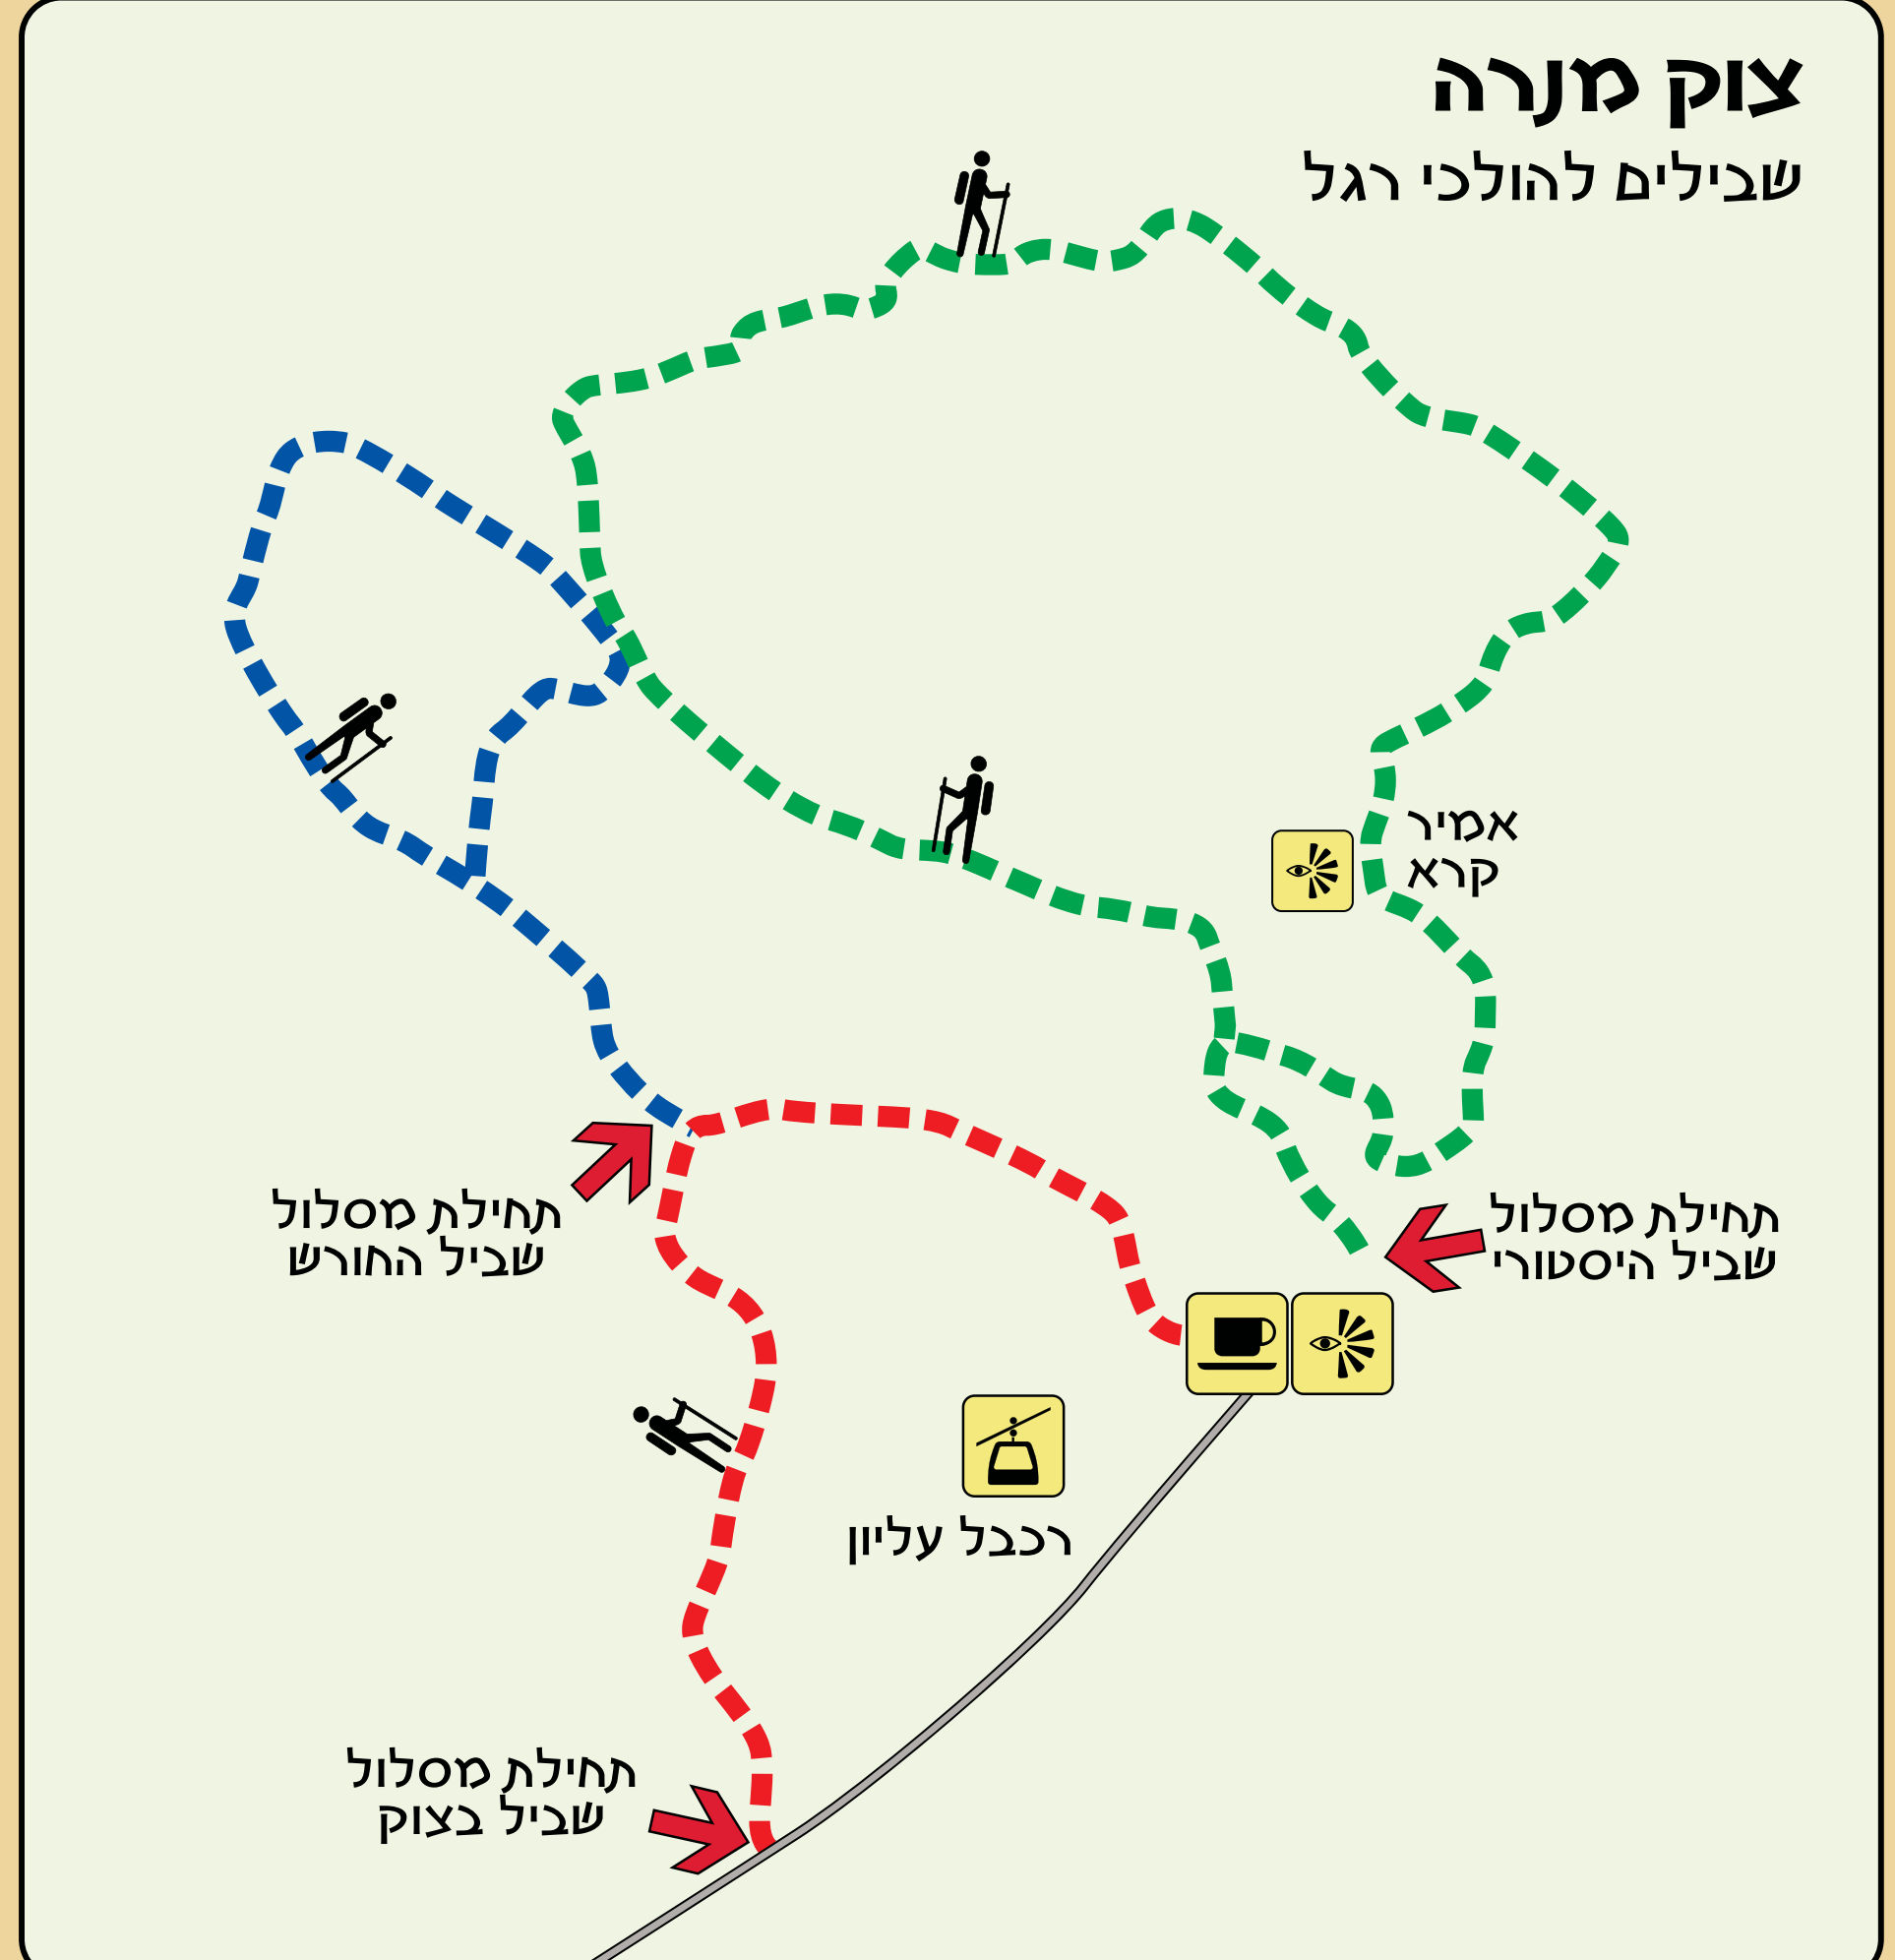 צוק מנרה
שבילים להולכי רגל
אמיר
קרא
תחילת מסלול
שביל החורש
תחילת מסלול
שביל היסטורי
רכבל עליון
תחילת מסלול
שביל בצוק